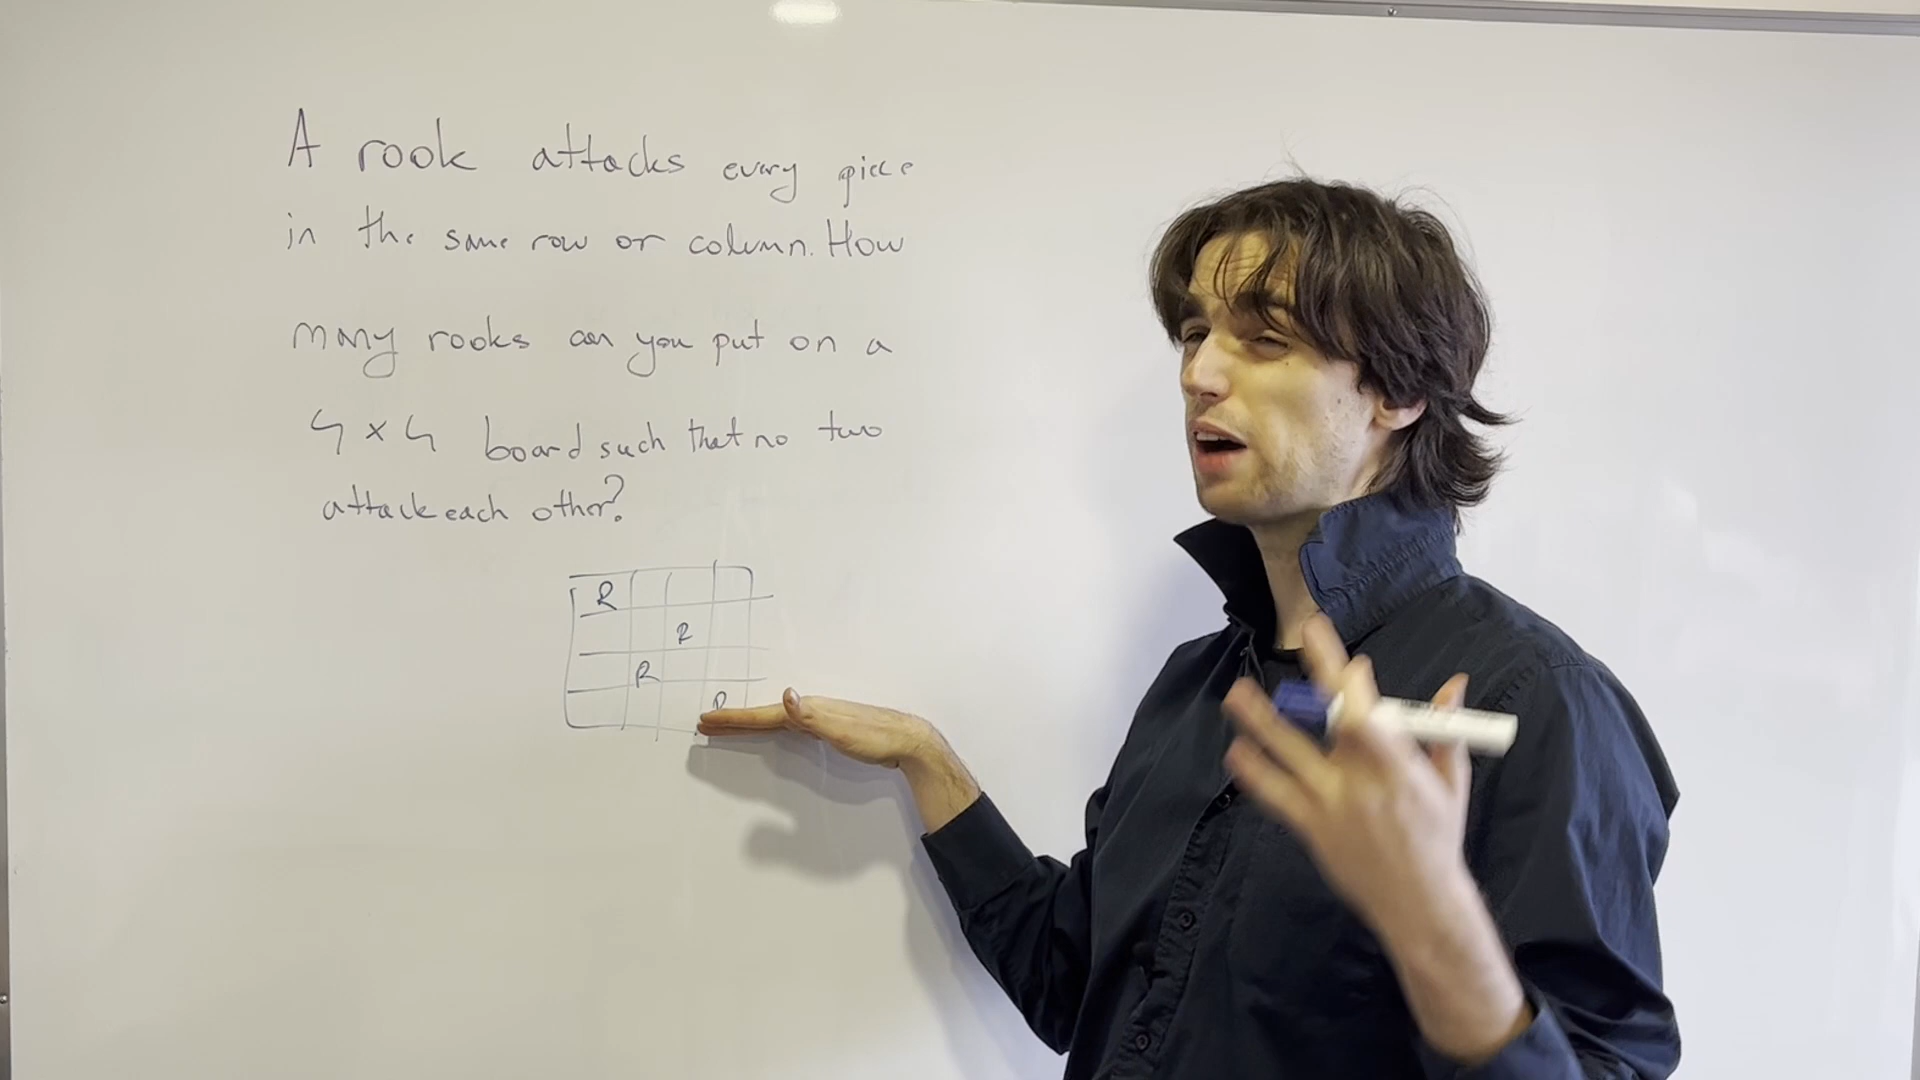 A rook attacks every piece
in the same row or column. How
many rooks can you put on a
4 x 4 board such that no two
attack each other?
R
R
R
R